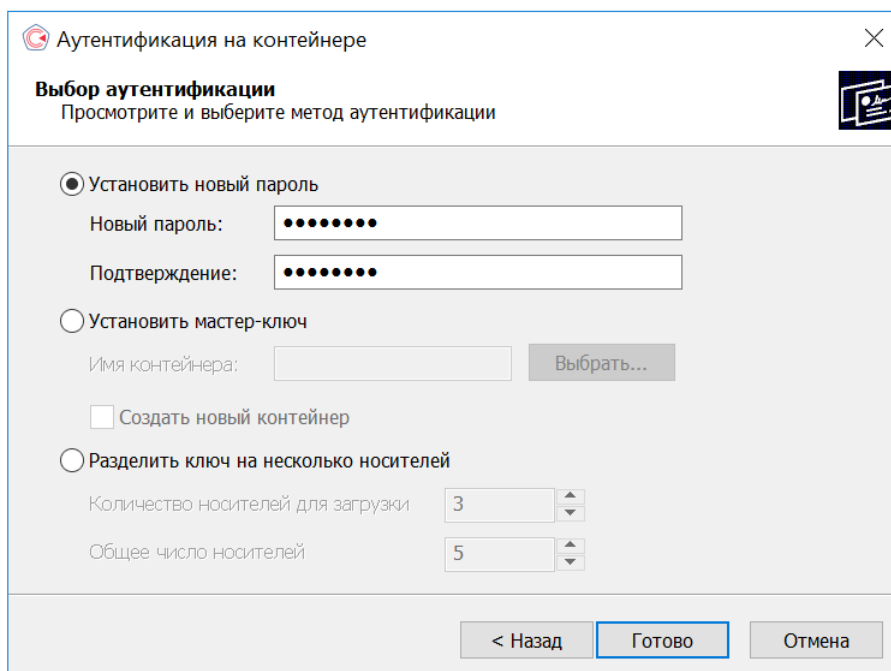 Аутентификация на контейнере
Выбор аутентификации
Просмотрите и выберите метод аутентификации
Установить новый пароль
Новый пароль: ●●●●●●●●
Подтверждение: ●●●●●●●●
Установить мастер-ключ
Имя контейнера: Выбрать...
Создать новый контейнер
Разделить ключ на несколько носителей
Количество носителей для загрузки 3
Общее число носителей 5
< Назад Готово Отмена